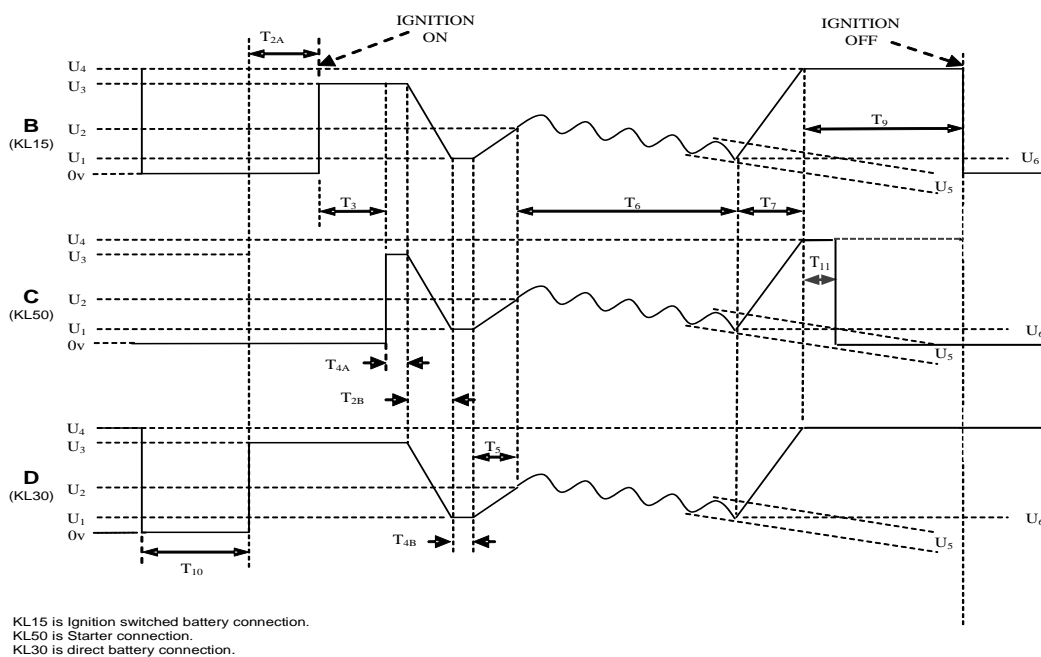 IGNITION
ON
IGNITION
OFF
T2A
U4
U3
B
(KL15)
U2
U1
0v
T9
U6
U5
T3
T6
T7
U4
U3
C
(KL50)
U2
U1
0v
T11
U6
U5
T4A
T2B
U4
U3
D
(KL30)
U2
U1
0v
T5
U6
U5
T4B
T10
KL15 is Ignition switched battery connection.
KL50 is Starter connection.
KL30 is direct battery connection.